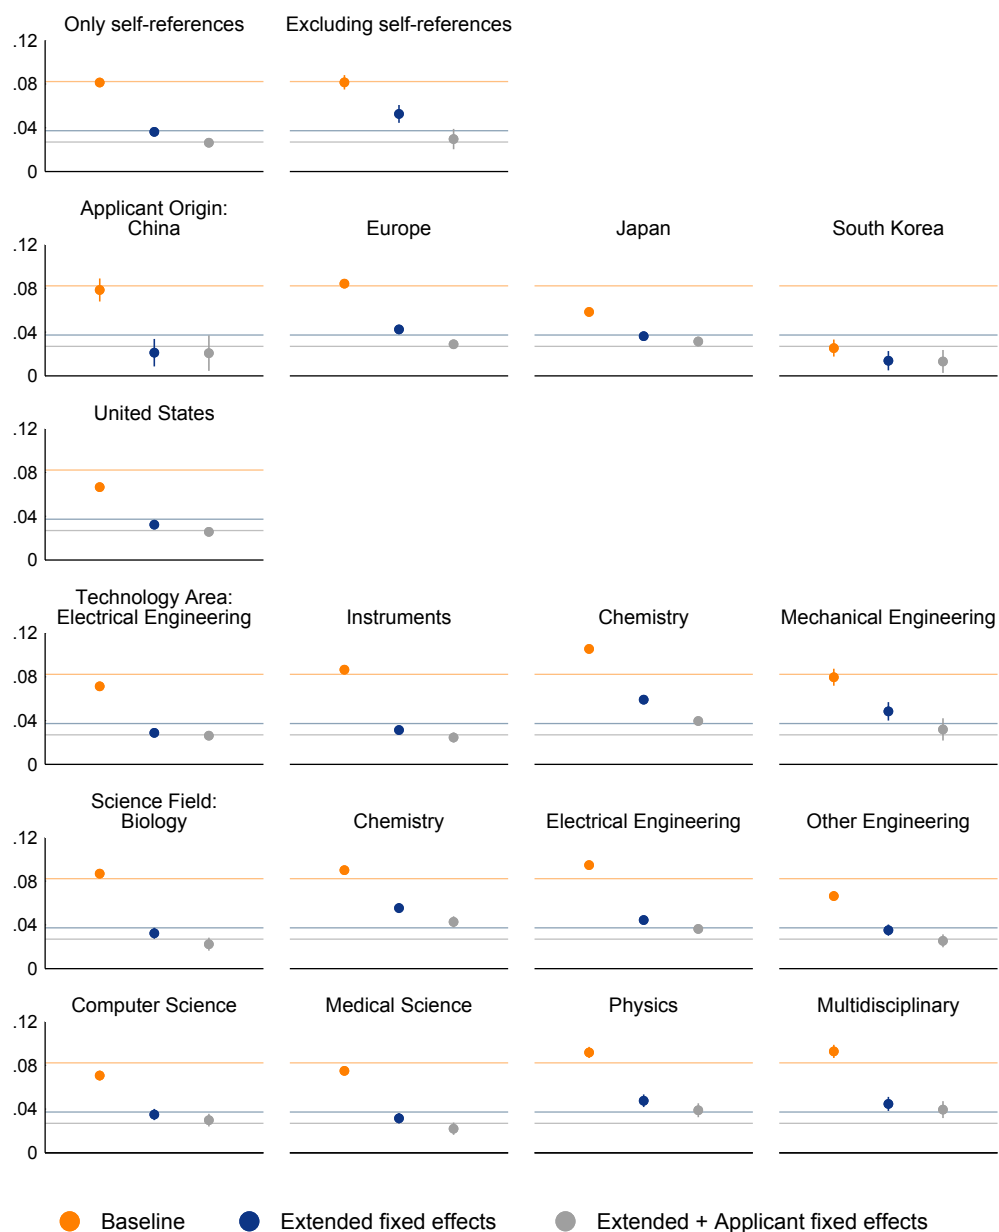 Only self-references Excluding self-references
.12
.08
.04
0
Applicant Origin:
China Europe Japan South Korea
.12
.08
.04
0
United States
.12
.08
.04
0
Technology Area:
Electrical Engineering Instruments Chemistry Mechanical Engineering
.12
.08
.04
0
Science Field:
Biology Chemistry Electrical Engineering Other Engineering
.12
.08
.04
0
Computer Science Medical Science Physics Multidisciplinary
.12
.08
.04
0
Baseline Extended fixed effects Extended + Applicant fixed effects